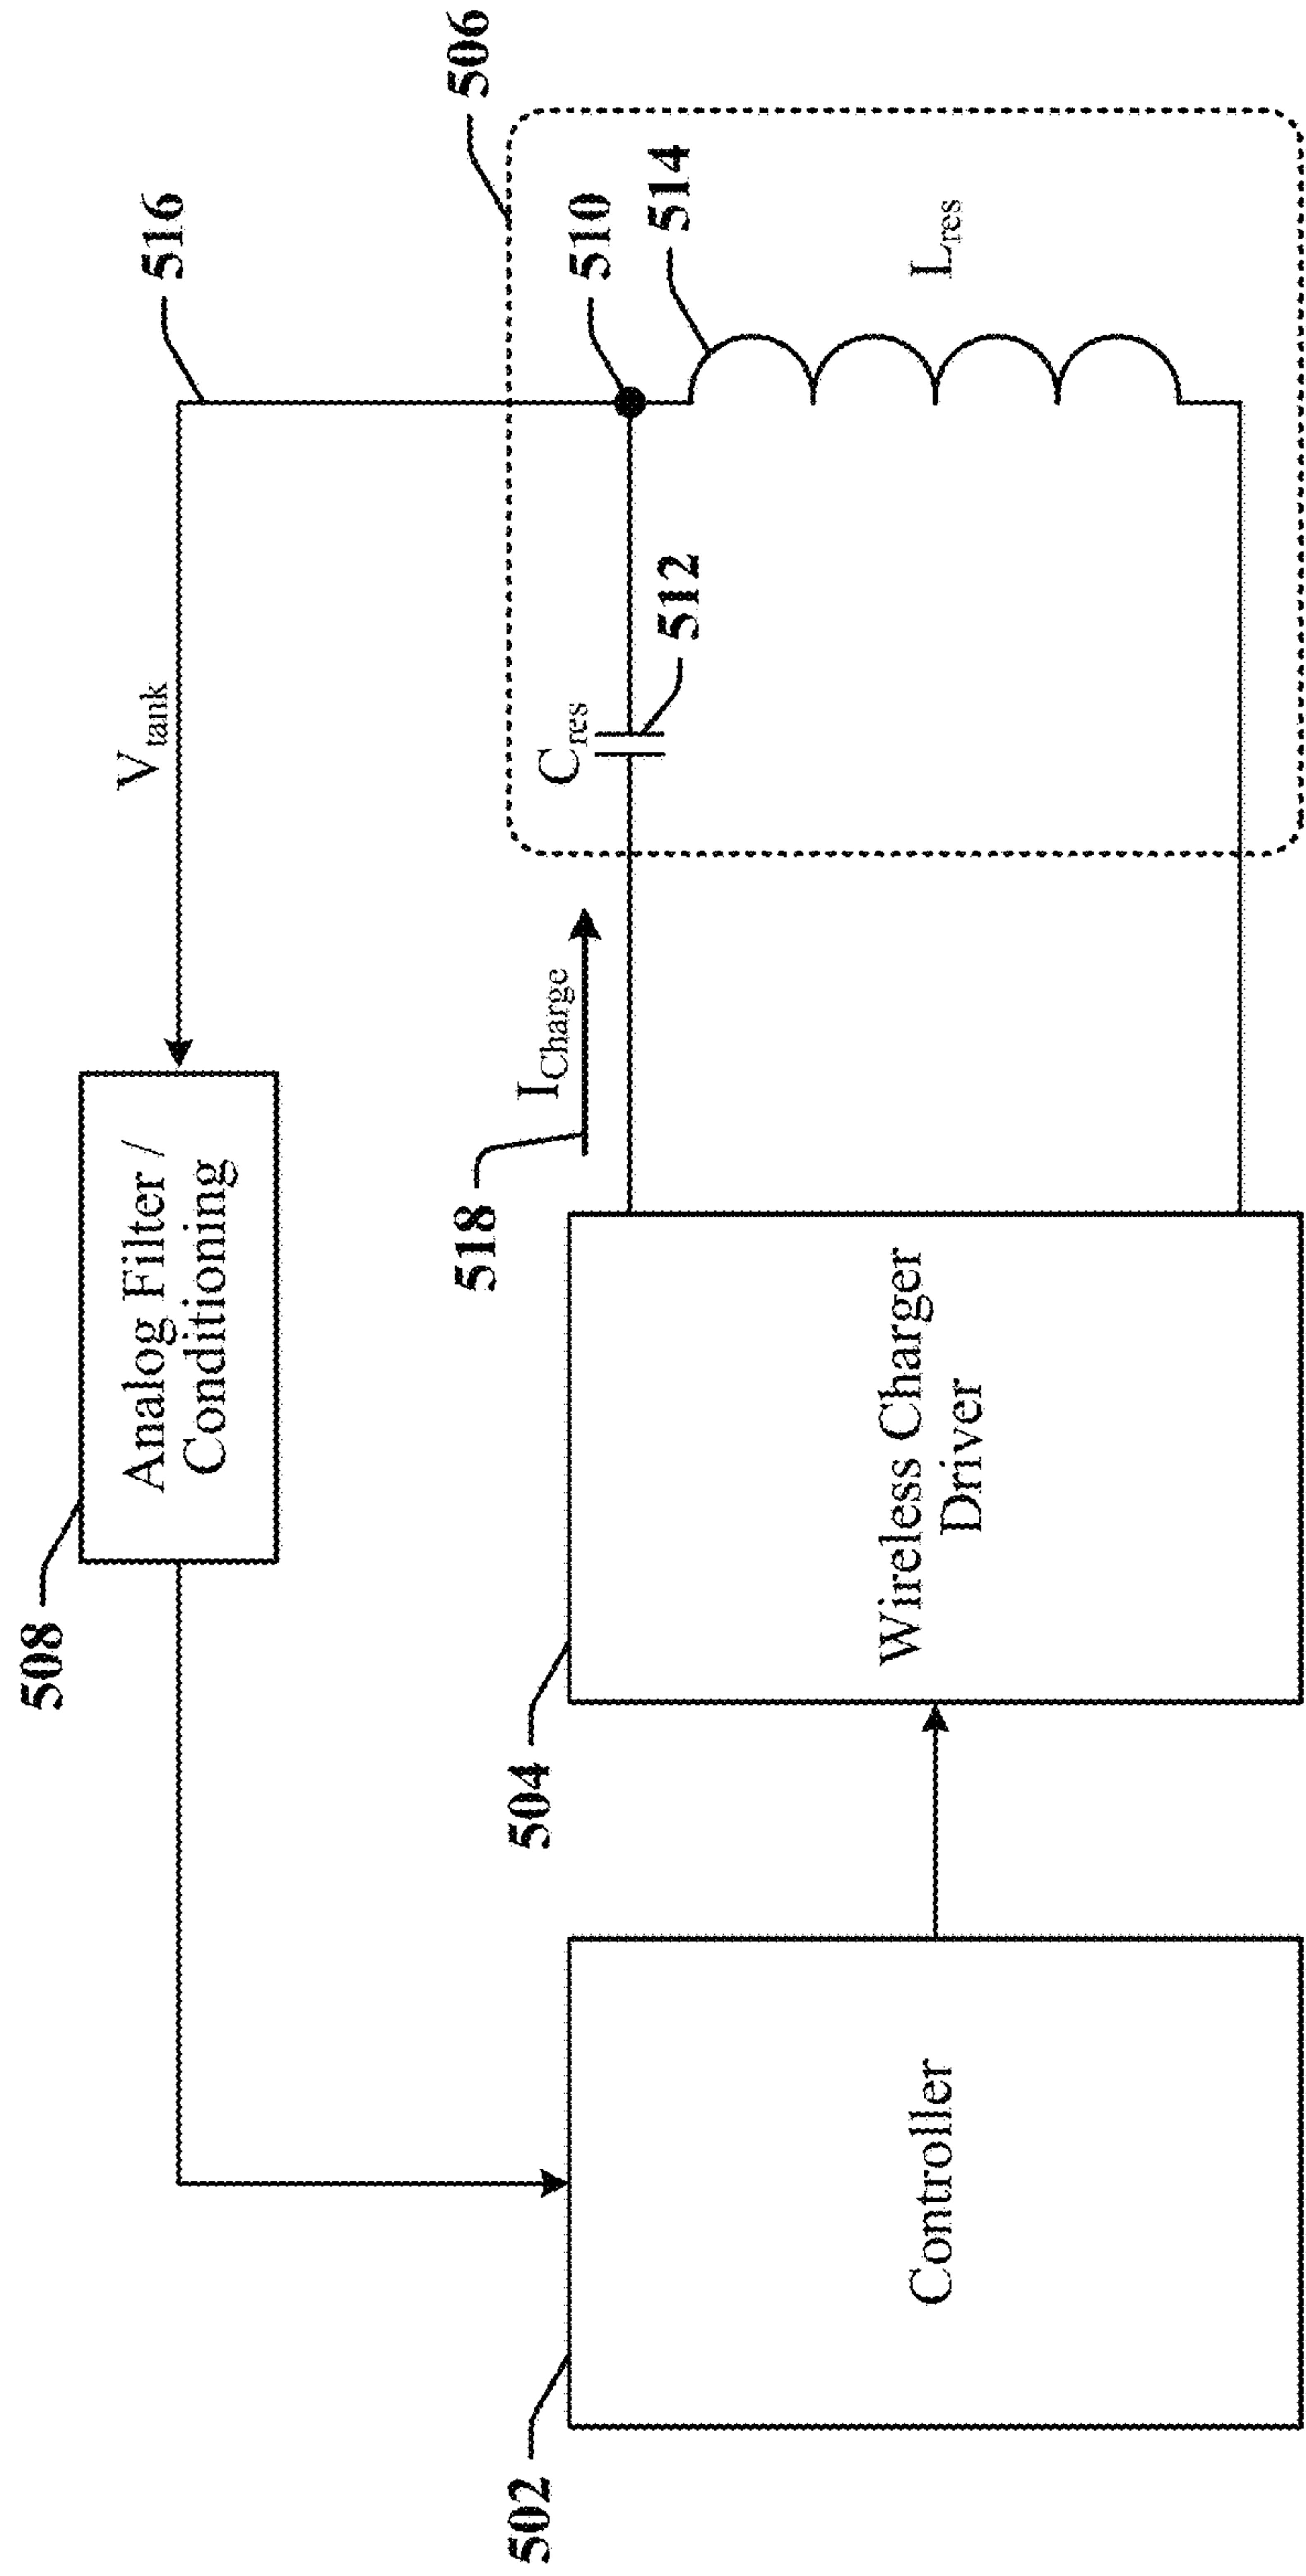 508
Analog Filter /
Conditioning
Vtank
516
506
502
Controller
504
Wireless Charger
Driver
518
ICharge
Cres
512
510
514
Lres